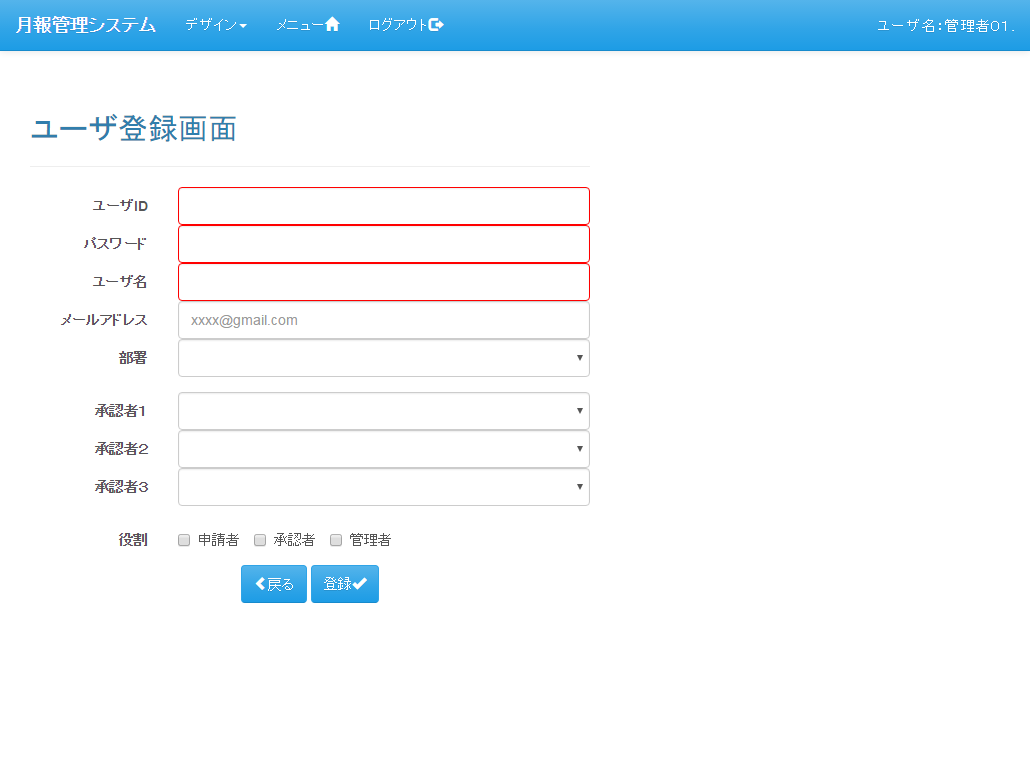 月報管理システム デザイン メニュー ログアウト ユーザ名:管理者01.
ユーザ登録画面
ユーザID
パスワード
ユーザ名
メールアドレス xxxx@gmail.com
部署
承認者1
承認者2
承認者3
役割 申請者 承認者 管理者
戻る 登録